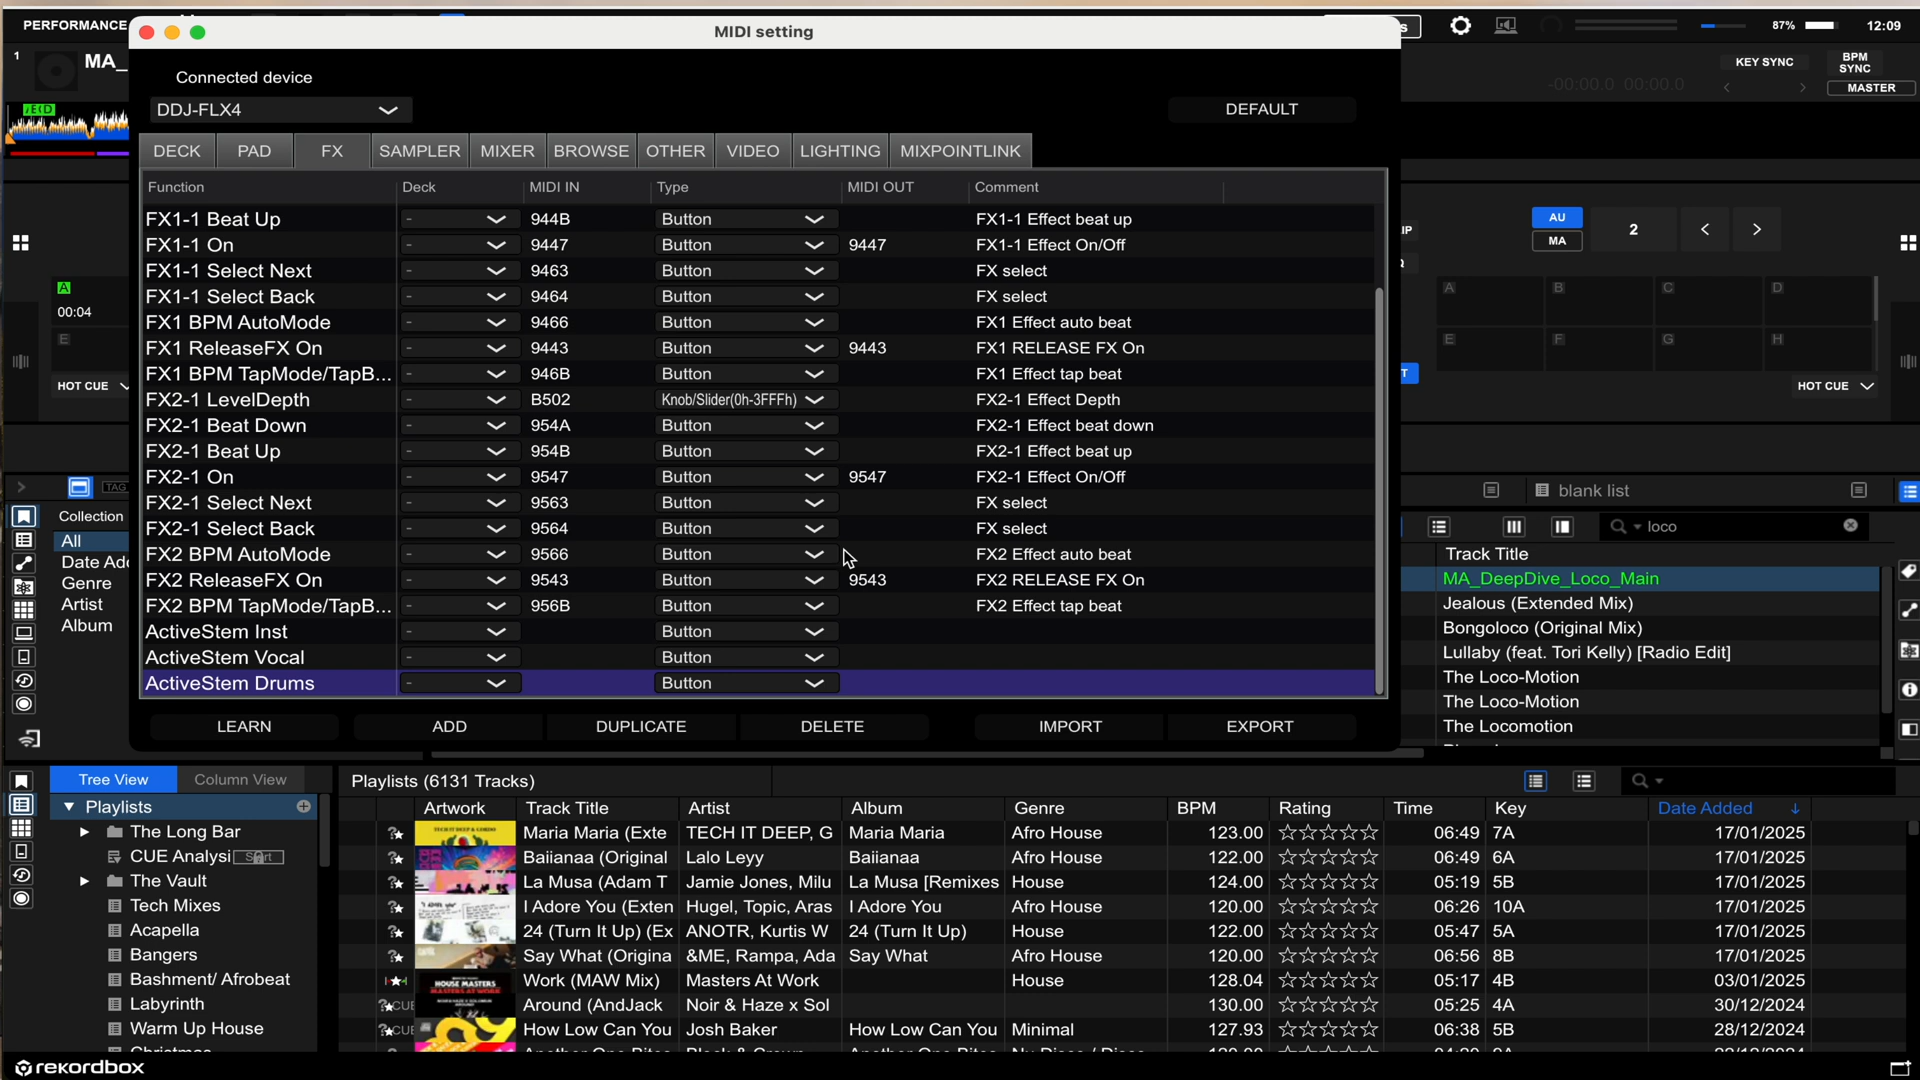 PERFORMANCE
MIDI setting
87%
12:09
1
MA_
Connected device
DDJ-FLX4
DEFAULT
KEY SYNC
BPM SYNC
MASTER
-00:00.0 00:00.0
DECK PAD FX SAMPLER MIXER BROWSE OTHER VIDEO LIGHTING MIXPOINTLINK
Function Deck MIDI IN Type MIDI OUT Comment
FX1-1 Beat Up - 944B Button FX1-1 Effect beat up
FX1-1 On - 9447 Button 9447 FX1-1 Effect On/Off
FX1-1 Select Next - 9463 Button FX select
FX1-1 Select Back - 9464 Button FX select
FX1 BPM AutoMode - 9466 Button FX1 Effect auto beat
FX1 ReleaseFX On - 9443 Button 9443 FX1 RELEASE FX On
FX1 BPM TapMode/TapB... - 946B Button FX1 Effect tap beat
FX2-1 LevelDepth - B502 Knob/Slider(0h-3FFFh) FX2-1 Effect Depth
FX2-1 Beat Down - 954A Button FX2-1 Effect beat down
FX2-1 Beat Up - 954B Button FX2-1 Effect beat up
FX2-1 On - 9547 Button 9547 FX2-1 Effect On/Off
FX2-1 Select Next - 9563 Button FX select
FX2-1 Select Back - 9564 Button FX select
FX2 BPM AutoMode - 9566 Button FX2 Effect auto beat
FX2 ReleaseFX On - 9543 Button 9543 FX2 RELEASE FX On
FX2 BPM TapMode/TapB... - 956B Button FX2 Effect tap beat
ActiveStem Inst - Button
ActiveStem Vocal - Button
ActiveStem Drums - Button
LEARN ADD DUPLICATE DELETE IMPORT EXPORT
A
00:04
E
HOT CUE
AU
MA
2
A B C D
E F G H
HOT CUE
TAG
Collection
All
Date Add
Genre
Artist
Album
blank list
loco
Track Title
MA_DeepDive_Loco_Main
Jealous (Extended Mix)
Bongoloco (Original Mix)
Lullaby (feat. Tori Kelly) [Radio Edit]
The Loco-Motion
The Loco-Motion
The Locomotion
Tree View Column View
Playlists (6131 Tracks)
Playlists
The Long Bar
CUE Analysi
The Vault
Tech Mixes
Acapella
Bangers
Bashment/ Afrobeat
Labyrinth
Warm Up House
Christmas
Artwork Track Title Artist Album Genre BPM Rating Time Key Date Added
Maria Maria (Exte TECH IT DEEP, G Maria Maria Afro House 123.00 06:49 7A 17/01/2025
Baiianaa (Original Lalo Leyy Baiianaa Afro House 122.00 06:49 6A 17/01/2025
La Musa (Adam T Jamie Jones, Milu La Musa [Remixes House 124.00 05:19 5B 17/01/2025
I Adore You (Exten Hugel, Topic, Aras I Adore You Afro House 120.00 06:26 10A 17/01/2025
24 (Turn It Up) (Ex ANOTR, Kurtis W 24 (Turn It Up) House 122.00 05:47 5A 17/01/2025
Say What (Origina &ME, Rampa, Ada Say What Afro House 120.00 06:56 8B 17/01/2025
Work (MAW Mix) Masters At Work House 128.04 05:17 4B 03/01/2025
Around (AndJack Noir & Haze x Sol 130.00 05:25 4A 30/12/2024
How Low Can You Josh Baker How Low Can You Minimal 127.93 06:38 5B 28/12/2024
rekordbox